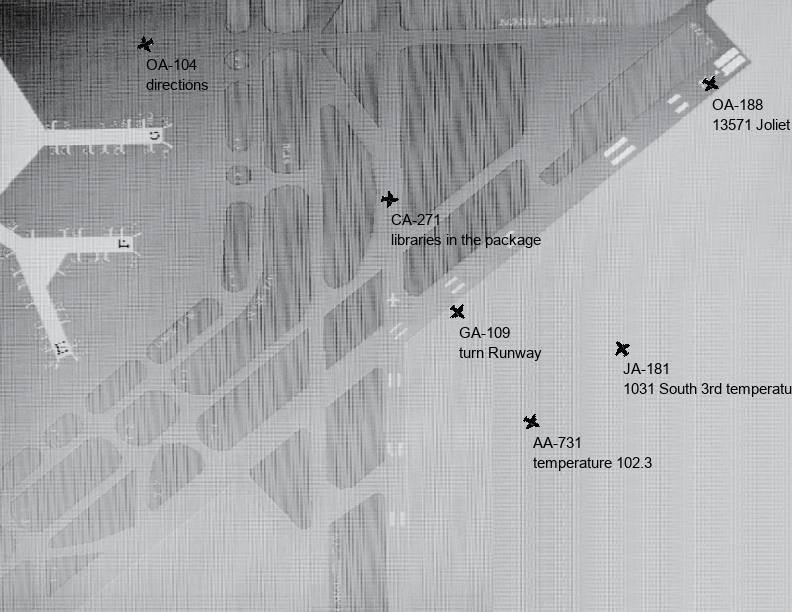 OA-104
directions
OA-188
13571 Joliet
CA-271
libraries in the package
GA-109
turn Runway
JA-181
1031 South 3rd temperatu
AA-731
temperature 102.3